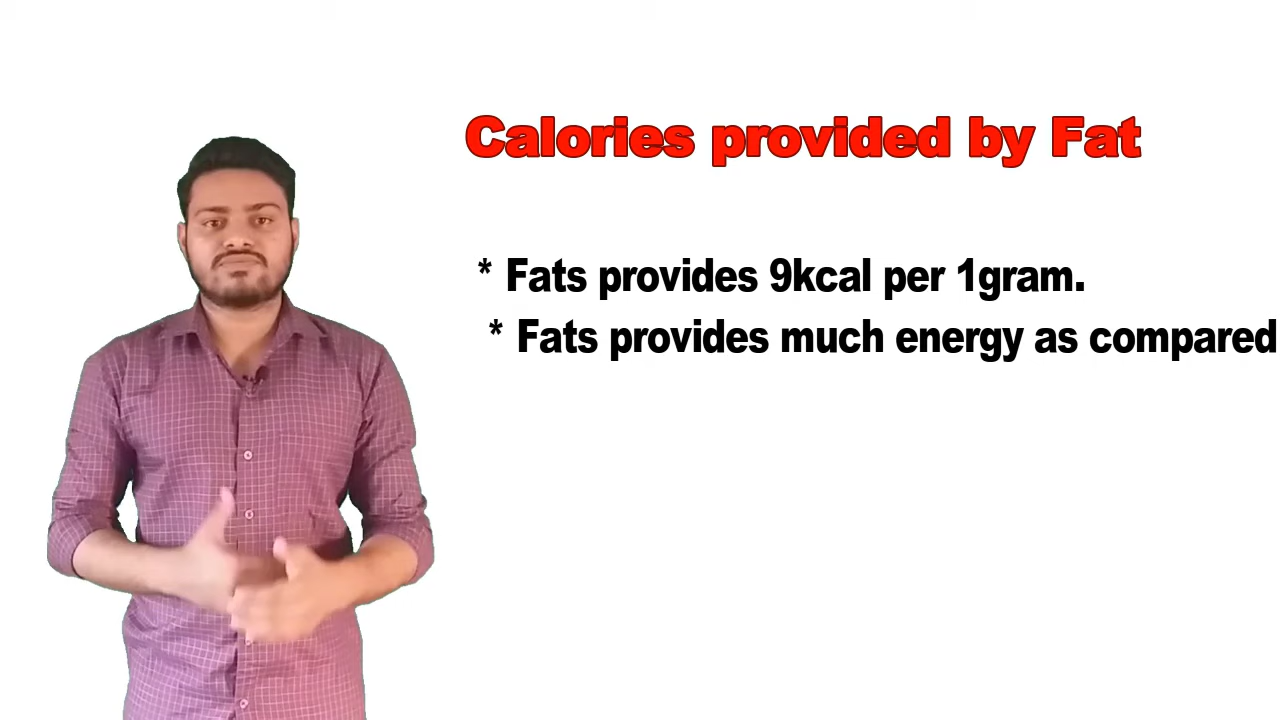 Calories provided by Fat
* Fats provides 9kcal per 1gram.
* Fats provides much energy as compared